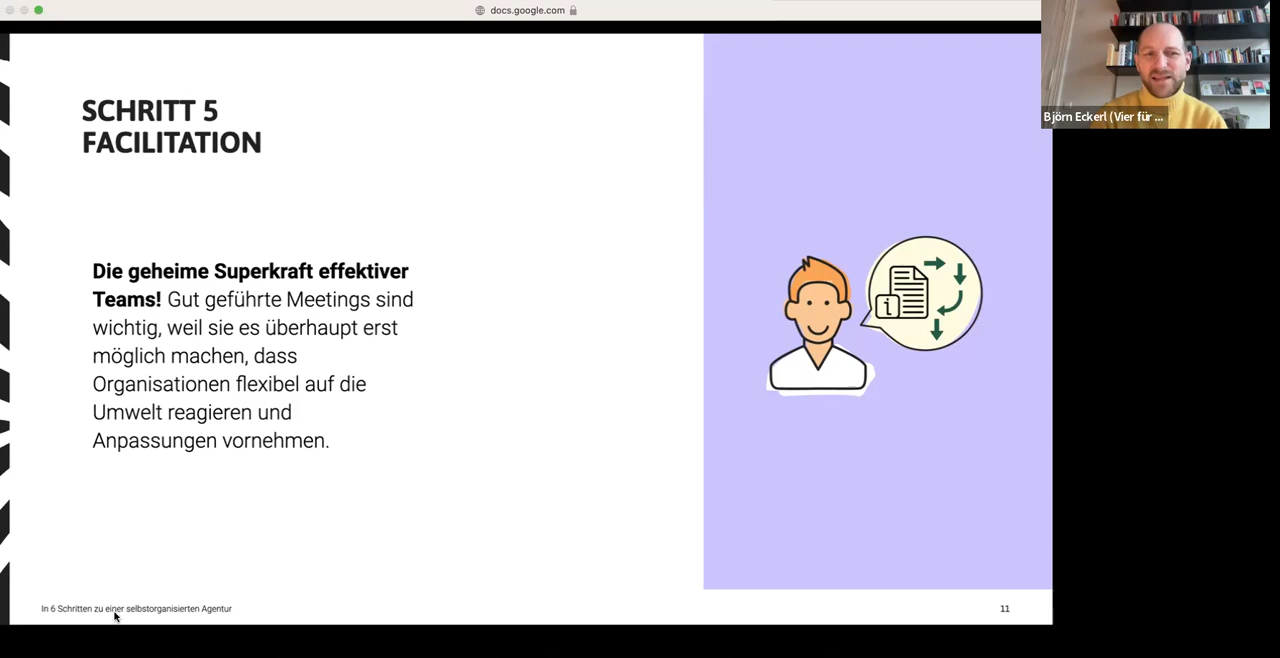 docs.google.com
SCHRITT 5
FACILITATION
Die geheime Superkraft effektiver
Teams! Gut geführte Meetings sind
wichtig, weil sie es überhaupt erst
möglich machen, dass
Organisationen flexibel auf die
Umwelt reagieren und
Anpassungen vornehmen.
i
In 6 Schritten zu einer selbstorganisierten Agentur
11
Björn Eckerl (Vier für ...